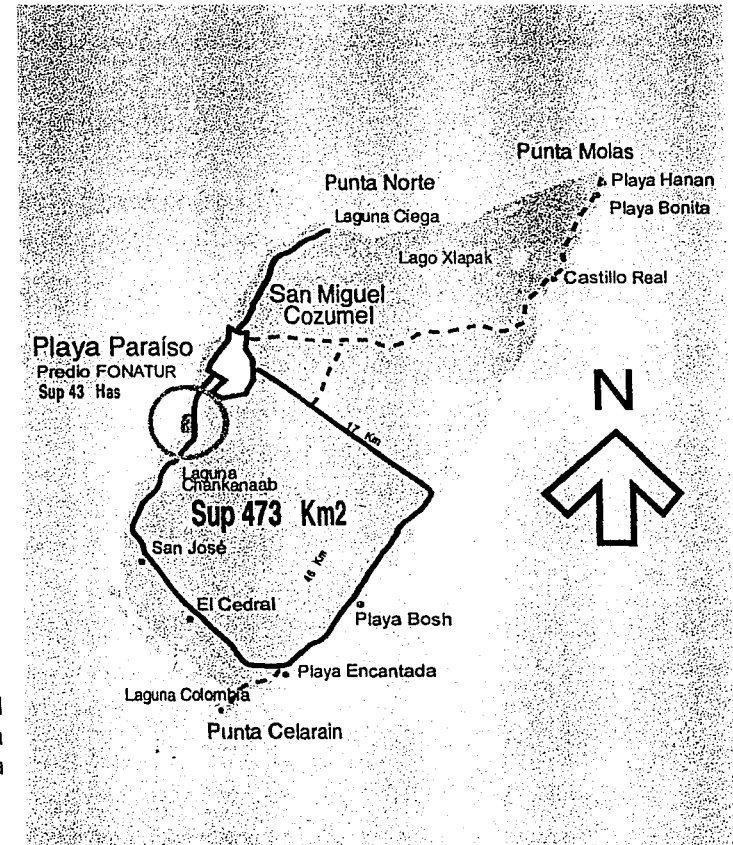 Punta Molas
Playa Hanan
Playa Bonita
Punta Norte
Laguna Ciega
Lago Xlapak
Castillo Real
San Miguel
Cozumel
Playa Paraíso
Predio FONATUR
Sup 43 Has
N
17 Km
Laguna
Chankanaab
Sup 473 Km2
San José
El Cedral
Playa Bosh
Playa Encantada
Laguna Colombia
Punta Celarain